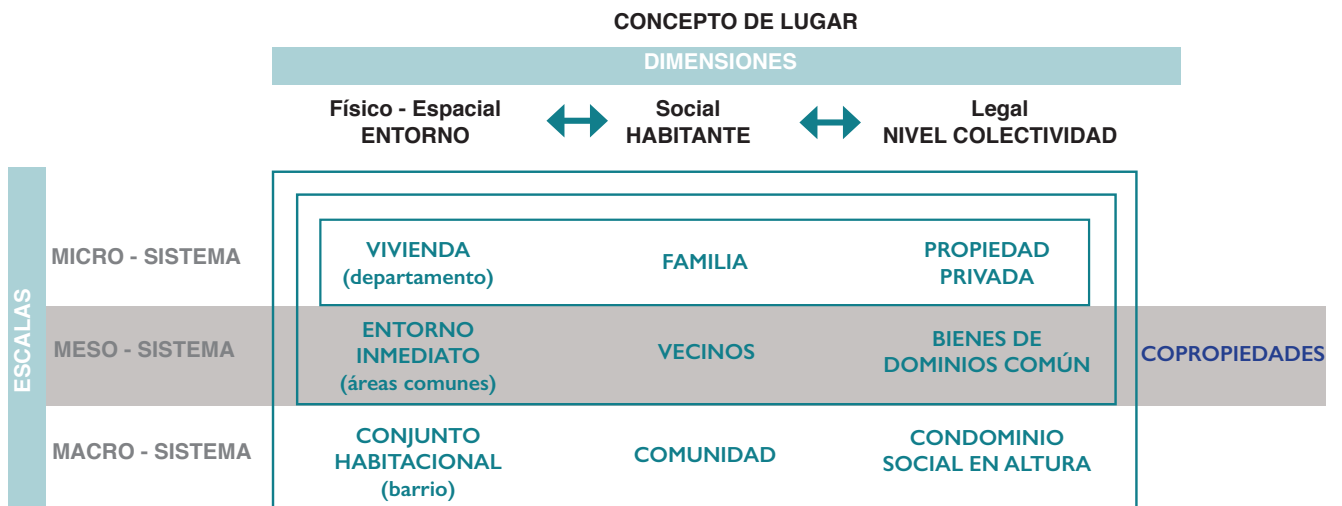 CONCEPTO DE LUGAR
DIMENSIONES
Físico - Espacial
ENTORNO
Social
HABITANTE
Legal
NIVEL COLECTIVIDAD
ESCALAS
MICRO - SISTEMA
VIVIENDA
(departamento)
FAMILIA
PROPIEDAD
PRIVADA
MESO - SISTEMA
ENTORNO
INMEDIATO
(áreas comunes)
VECINOS
BIENES DE
DOMINIOS COMÚN
COPROPIEDADES
MACRO - SISTEMA
CONJUNTO
HABITACIONAL
(barrio)
COMUNIDAD
CONDOMINIO
SOCIAL EN ALTURA